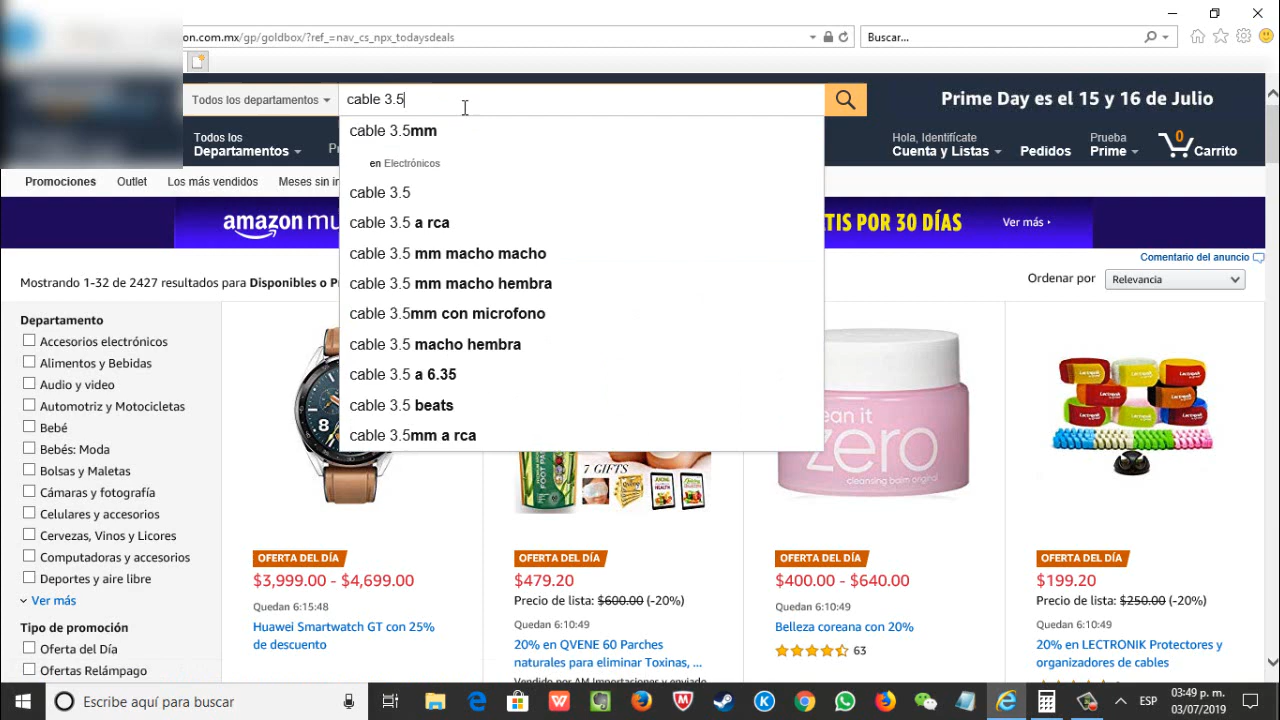 on.com.mx/gp/goldbox/?ref_=nav_cs_npx_todaysdeals
Buscar...
Todos los departamentos
cable 3.5
Prime Day es el 15 y 16 de Julio
Todos los
Departamentos
Hola, Identifícate
Cuenta y Listas
Pedidos
Prueba
Prime
0
Carrito
cable 3.5mm
en Electrónicos
cable 3.5
cable 3.5 a rca
cable 3.5 mm macho macho
cable 3.5 mm macho hembra
cable 3.5mm con microfono
cable 3.5 macho hembra
cable 3.5 a 6.35
cable 3.5 beats
cable 3.5mm a rca
Promociones
Outlet
Los más vendidos
Meses sin in
amazon mu
TIS POR 30 DÍAS
Ver más
Comentario del anuncio
Mostrando 1-32 de 2427 resultados para Disponibles o P
Ordenar por
Relevancia
Departamento
Accesorios electrónicos
Alimentos y Bebidas
Audio y video
Automotriz y Motocicletas
Bebé
Bebés: Moda
Bolsas y Maletas
Cámaras y fotografía
Celulares y accesorios
Cervezas, Vinos y Licores
Computadoras y accesorios
Deportes y aire libre
Ver más
Tipo de promoción
Oferta del Día
Ofertas Relámpago
8
OFERTA DEL DÍA
$3,999.00 - $4,699.00
Quedan 6:15:48
Huawei Smartwatch GT con 25%
de descuento
7 GIFTS
FOOT PA
OFERTA DEL DÍA
$479.20
Precio de lista: $600.00 (-20%)
Quedan 6:10:49
20% en QVENE 60 Parches
naturales para eliminar Toxinas, ...
Vendido por AM Importaciones y enviado
ean it
zero
cleansing balm original
OFERTA DEL DÍA
$400.00 - $640.00
Quedan 6:10:49
Belleza coreana con 20%
63
OFERTA DEL DÍA
$199.20
Precio de lista: $250.00 (-20%)
Quedan 6:10:49
20% en LECTRONIK Protectores y
organizadores de cables
Escribe aquí para buscar
ESP
03:49 p. m.
03/07/2019